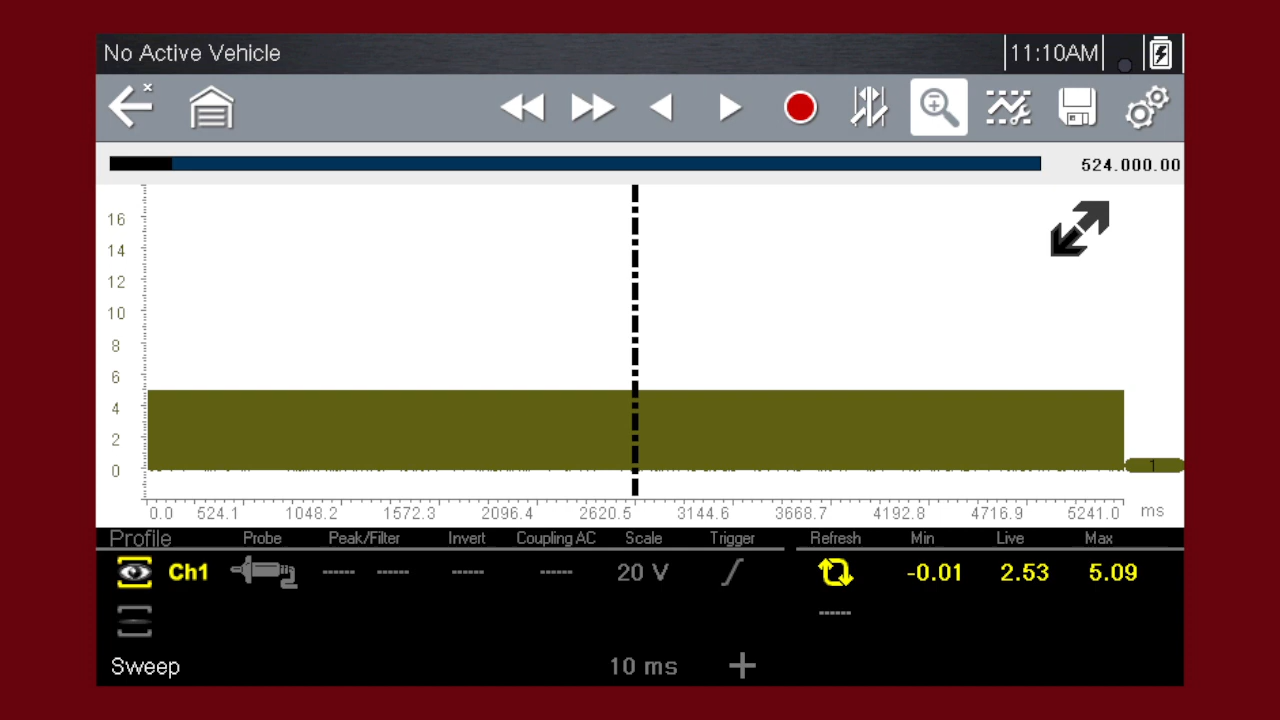 No Active Vehicle
11:10AM
524.000.00
16
14
12
10
8
6
4
2
0
1
0.0 524.1 1048.2 1572.3 2096.4 2620.5 3144.6 3668.7 4192.8 4716.9 5241.0 ms
Profile Probe Peak/Filter Invert Coupling AC Scale Trigger Refresh Min Live Max
Ch1 ------ ------ ------ ------ 20 V -0.01 2.53 5.09
------
Sweep 10 ms +